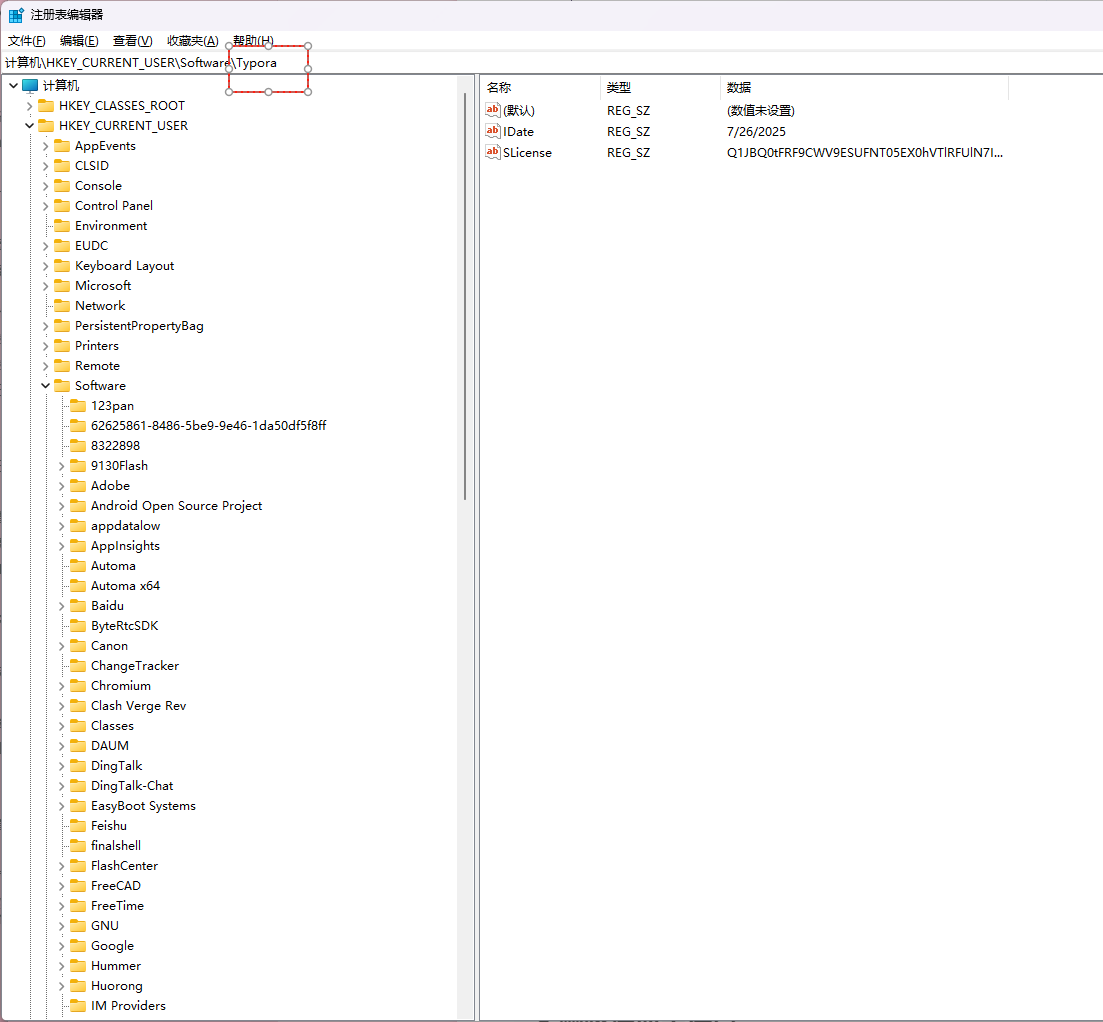 注册表编辑器
文件(F) 编辑(E) 查看(V) 收藏夹(A) 帮助(H)
计算机\HKEY_CURRENT_USER\Software\Typora
计算机
HKEY_CLASSES_ROOT
HKEY_CURRENT_USER
AppEvents
CLSID
Console
Control Panel
Environment
EUDC
Keyboard Layout
Microsoft
Network
PersistentPropertyBag
Printers
Remote
Software
123pan
62625861-8486-5be9-9e46-1da50df5f8ff
8322898
9130Flash
Adobe
Android Open Source Project
appdatalow
AppInsights
Automa
Automa x64
Baidu
ByteRtcSDK
Canon
ChangeTracker
Chromium
Clash Verge Rev
Classes
DAUM
DingTalk
DingTalk-Chat
EasyBoot Systems
Feishu
finalshell
FlashCenter
FreeCAD
FreeTime
GNU
Google
Hummer
Huorong
IM Providers
名称 类型 数据
(默认) REG_SZ (数值未设置)
IDate REG_SZ 7/26/2025
SLicense REG_SZ